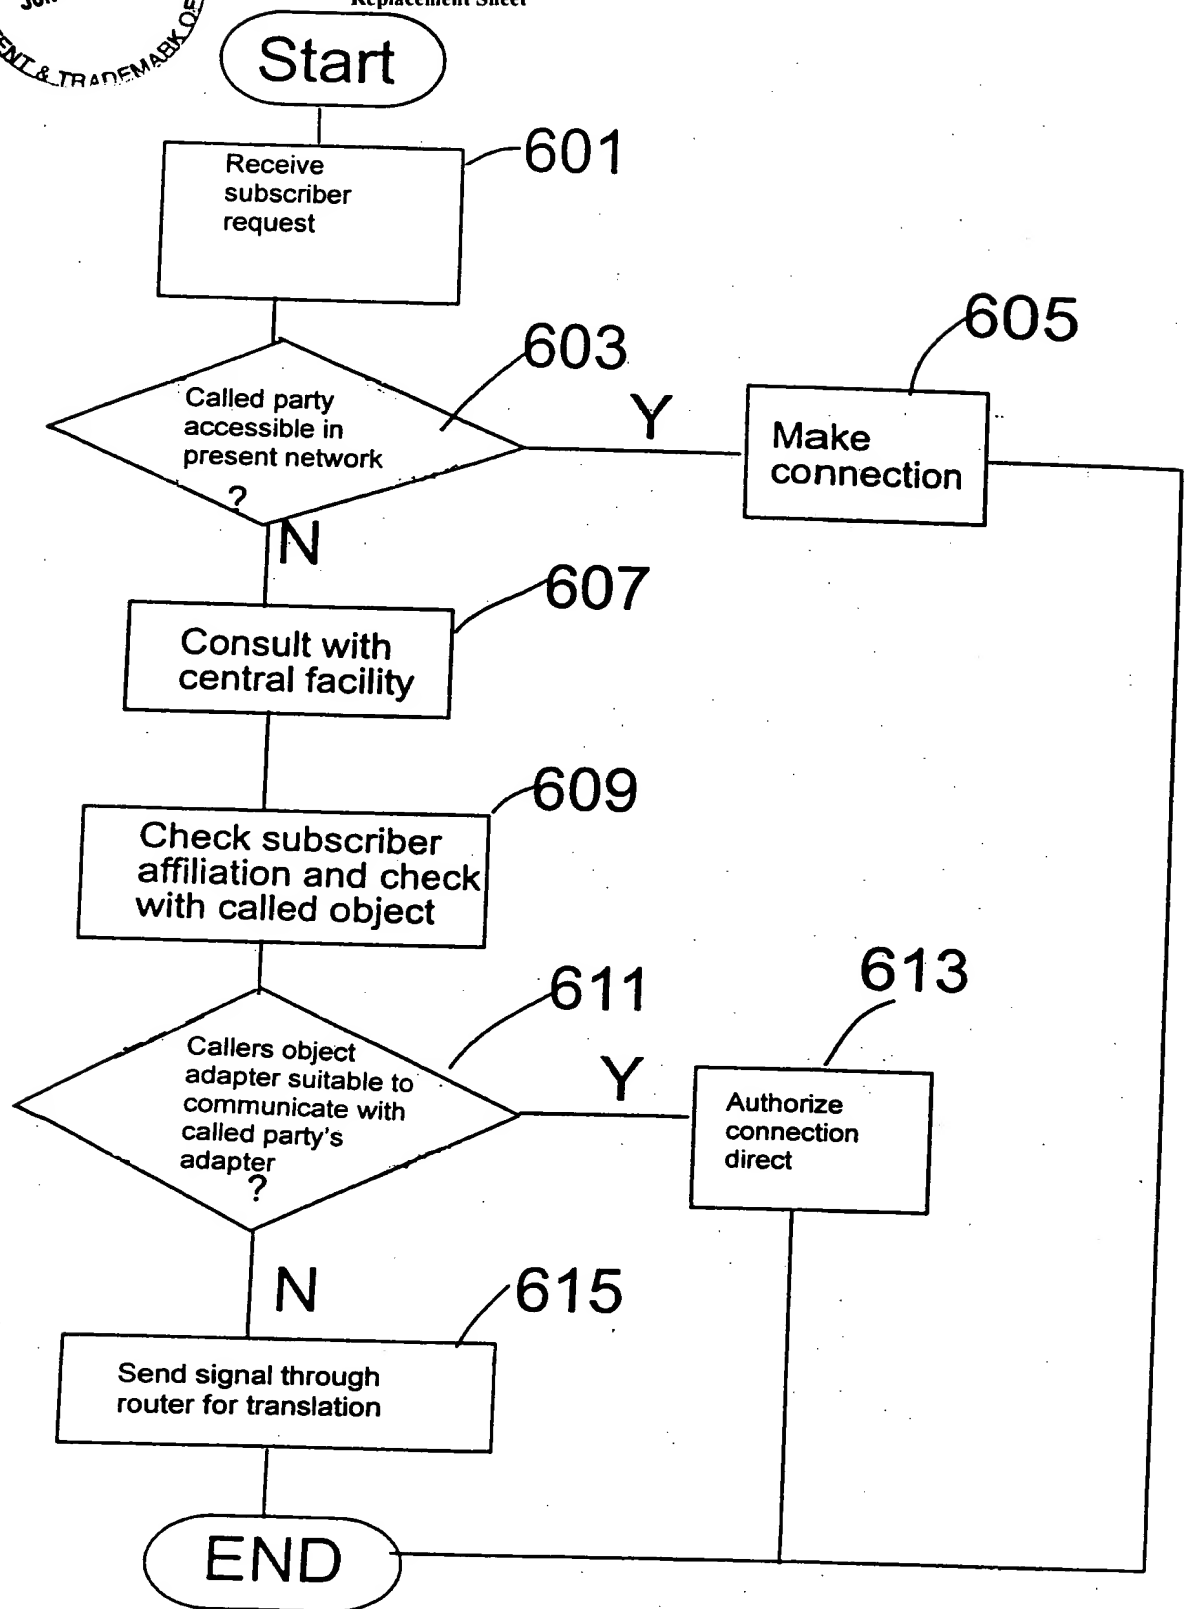 Replacement Sheet
ENT & TRADEMARK OF
Start
601
Receive
subscriber
request
603
605
Called party
accessible in
present network
?
Y
Make
connection
N
607
Consult with
central facility
609
Check subscriber
affiliation and check
with called object
611
613
Callers object
adapter suitable to
communicate with
called party's
adapter
?
Y
Authorize
connection
direct
N
615
Send signal through
router for translation
END